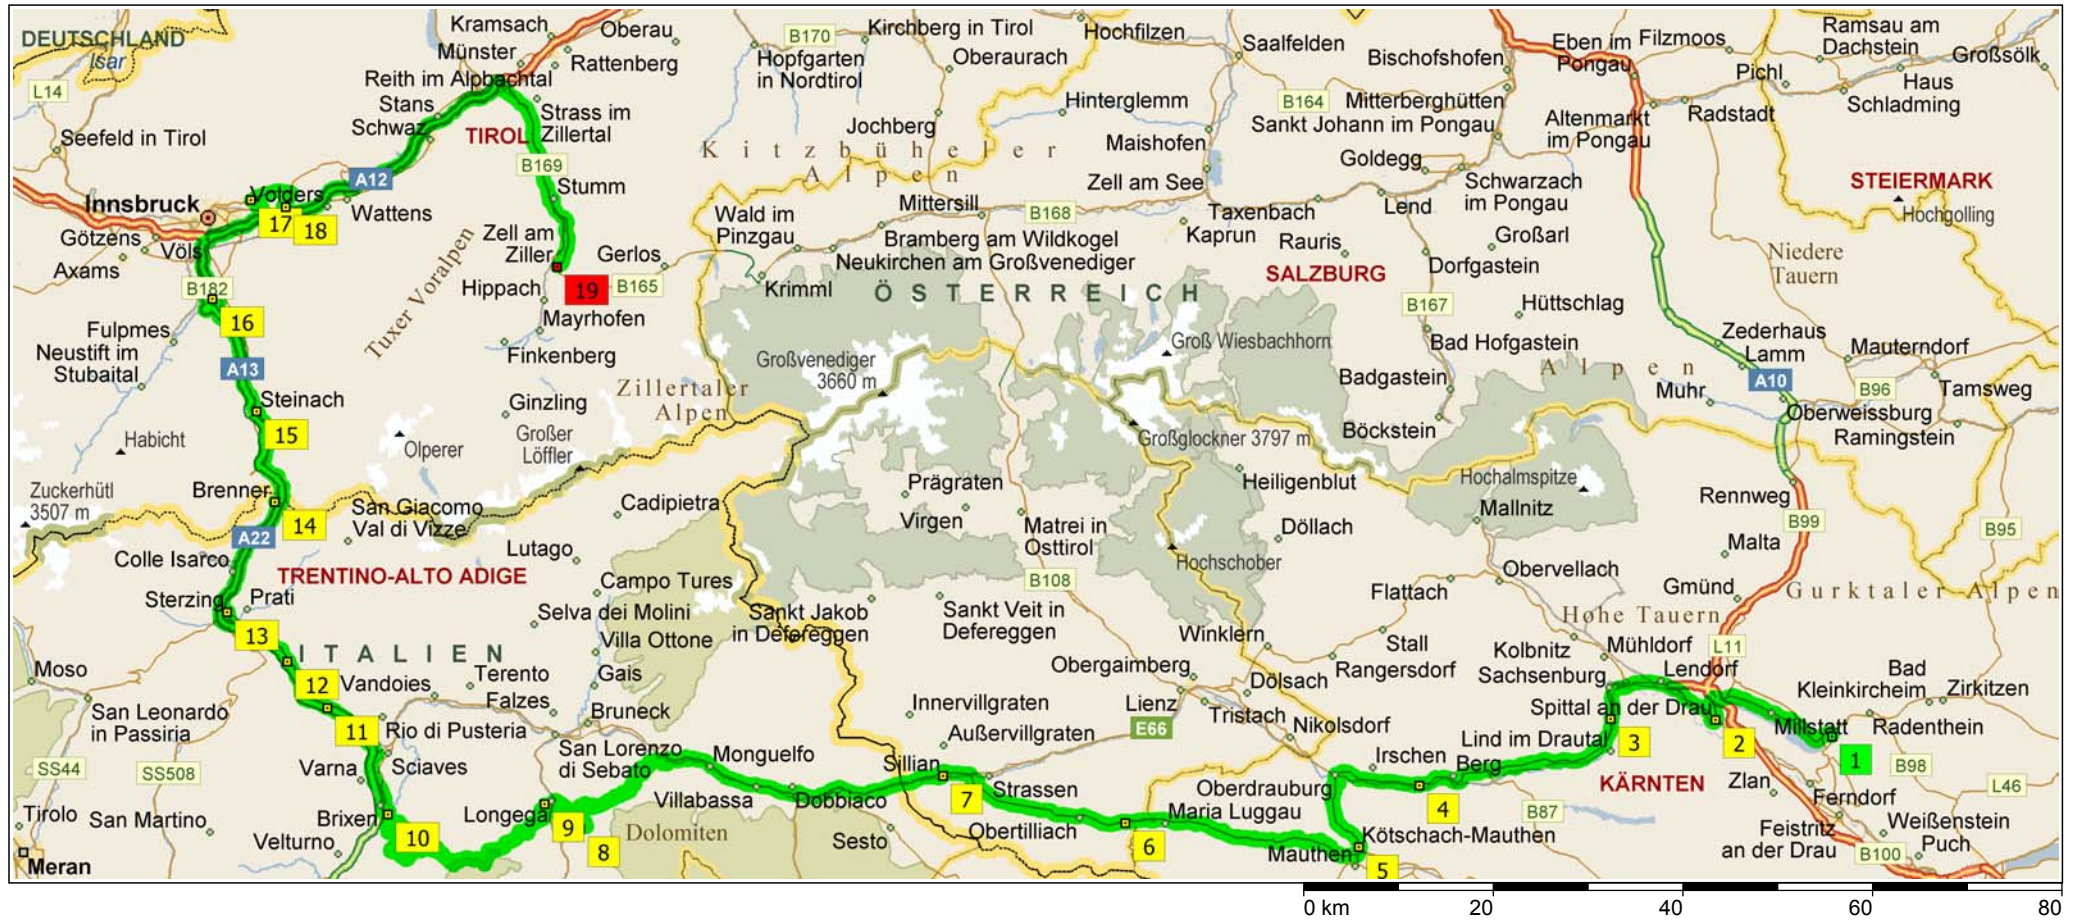 DEUTSCHLAND
Isar
L14
Seefeld in Tirol
Kramsach
Oberau
Münster
Rattenberg
Reith im Alpbachtal
Stans
Schwaz
TIROL
Strass im
Zillertal
B169
Stumm
A12
Volders
Wattens
Innsbruck
Götzens
Völs
Axams
17
18
B182
16
Fulpmes
Neustift im
Stubaital
A13
Steinach
15
Habicht
Zuckerhütl
3507 m
Brenner
14
A22
Colle Isarco
Sterzing
Prati
13
TRENTINO-ALTO ADIGE
Tuxer Voralpen
Zell am
Ziller
19
Gerlos
B165
Hippach
Mayrhofen
Finkenberg
Ginzling
Olperer
Großer
Löffler
Zillertaler
Alpen
San Giacomo
Val di Vizze
Cadipietra
Lutago
Campo Tures
Selva dei Molini
Villa Ottone
ITALIEN
12
Vandoies
Terento
Gais
Falzes
Bruneck
11
Rio di Pusteria
Moso
San Leonardo
in Passiria
SS44
SS508
Varna
Sciaves
San Lorenzo
di Sebato
Monguelfo
Tirolo
San Martino
Brixen
10
Velturno
Meran
Longega
9
8
Villabassa
Dobbiaco
Dolomiten
Sesto
B170
Kirchberg in Tirol
Hopfgarten
in Nordtirol
Oberaurach
Hochfilzen
Saalfelden
Hinterglemm
Jochberg
Maishofen
Kitzbüheler
Alpen
Zell am See
Mittersill
B168
Wald im
Pinzgau
Bramberg am Wildkogel
Neukirchen am Großvenediger
Krimml
Kaprun
Taxenbach
Rauris
Lend
ÖSTERREICH
SALZBURG
Großvenediger
3660 m
Groß Wiesbachhorn
Großglockner 3797 m
Heiligenblut
Prägraten
Virgen
Matrei in
Osttirol
Döllach
Hochschober
B108
Sankt Jakob
in Defereggen
Sankt Veit in
Defereggen
Winklern
Obergaimberg
Lienz
Dölsach
Tristach
Nikolsdorf
E66
Innervillgraten
Außervillgraten
Sillian
7
Strassen
Obertilliach
6
Maria Luggau
Oberdrauburg
Kötschach-Mauthen
Mauthen
5
Bischofshofen
B164
Mitterberghütten
Sankt Johann im Pongau
Goldegg
Schwarzach
im Pongau
Großarl
Dorfgastein
B167
Hüttschlag
Bad Hofgastein
Badgastein
Böckstein
Eben im
Pongau
Filzmoos
Ramsau am
Dachstein
Großsölk
Pichl
Haus
Schladming
Altenmarkt
im Pongau
Radstadt
STEIERMARK
Hochgolling
Niedere
Tauern
Zederhaus
Lamm
Mauterndorf
A10
Muhr
B96
Tamsweg
Oberweissburg
Ramingstein
Alpen
Hochalmspitze
Mallnitz
Rennweg
B99
B95
Malta
Gmünd
Gurktaler Alpen
Obervellach
Flattach
Hohe Tauern
Stall
Rangersdorf
Kolbnitz
Mühldorf
Sachsenburg
Lendorf
L11
Bad
Kleinkircheim
Zirkitzen
Spittal an der Drau
Millstatt
Radenthein
Lind im Drautal
3
2
1
B98
Irschen
Berg
4
KÄRNTEN
Zlan
L46
Ferndorf
B87
Feistritz
an der Drau
Weißenstein
Puch
B100
0 km
20
40
60
80